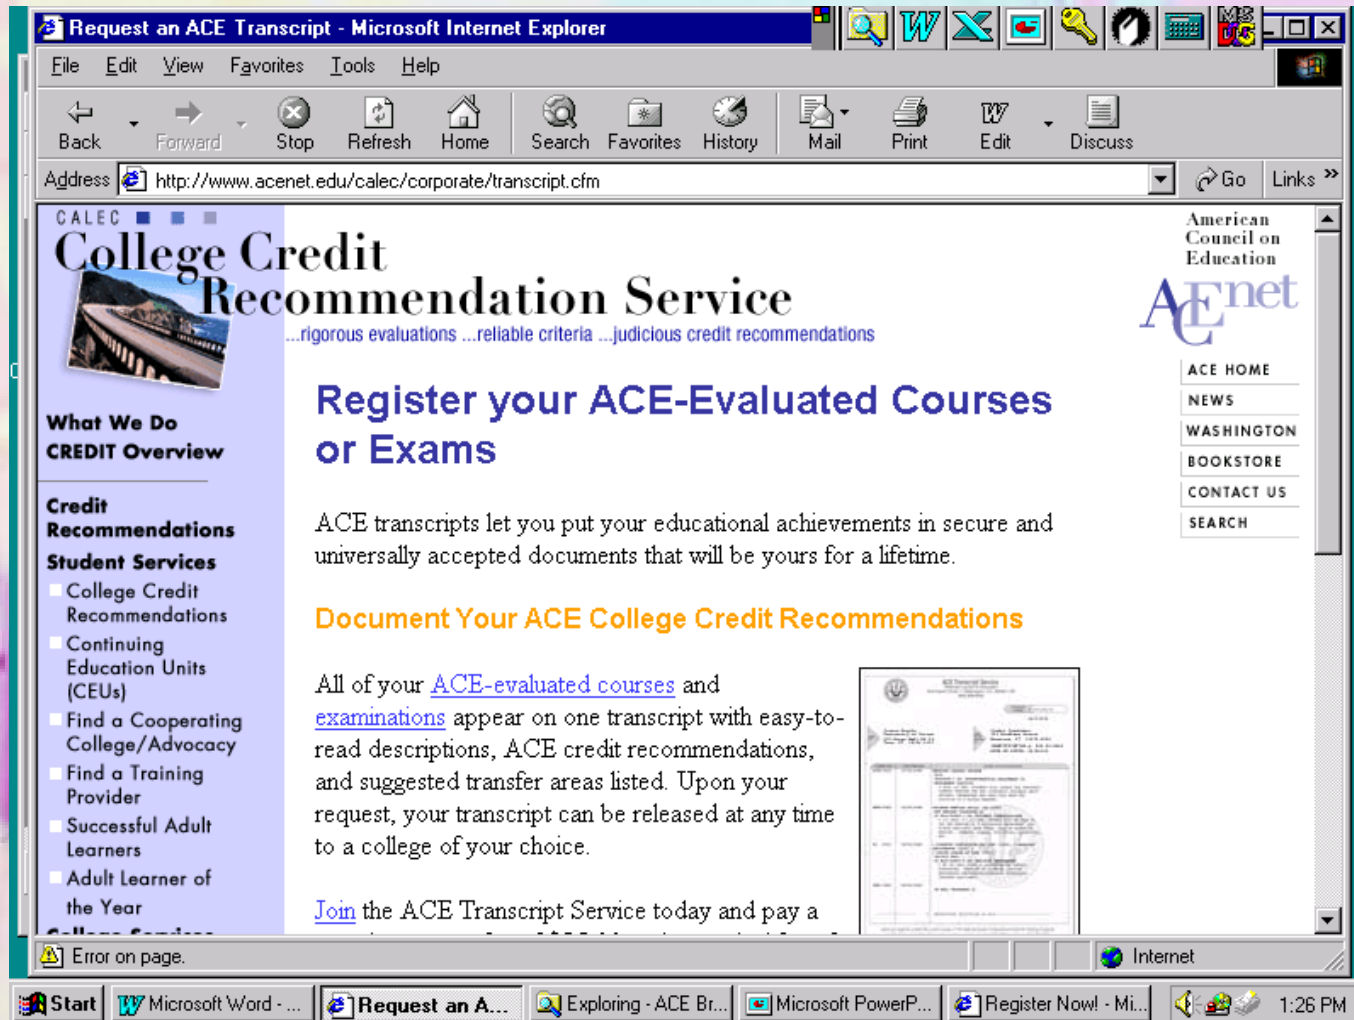 Request an ACE Transcript - Microsoft Internet Explorer
File Edit View Favorites Tools Help
Back Forward Stop Refresh Home Search Favorites History Mail Print Edit Discuss
Address http://www.acenet.edu/calec/corporate/transcript.cfm Go Links »
CALEC
College Credit
Recommendation Service
...rigorous evaluations ...reliable criteria ...judicious credit recommendations
American
Council on
Education
ACEnet
ACE HOME
NEWS
WASHINGTON
BOOKSTORE
CONTACT US
SEARCH
What We Do
CREDIT Overview
Credit
Recommendations
Student Services
College Credit
Recommendations
Continuing
Education Units
(CEUs)
Find a Cooperating
College/Advocacy
Find a Training
Provider
Successful Adult
Learners
Adult Learner of
the Year
College Services
Register your ACE-Evaluated Courses
or Exams
ACE transcripts let you put your educational achievements in secure and
universally accepted documents that will be yours for a lifetime.
Document Your ACE College Credit Recommendations
All of your ACE-evaluated courses and
examinations appear on one transcript with easy-to-
read descriptions, ACE credit recommendations,
and suggested transfer areas listed. Upon your
request, your transcript can be released at any time
to a college of your choice.
Join the ACE Transcript Service today and pay a
Error on page. Internet
Start Microsoft Word - ... Request an A... Exploring - ACE Br... Microsoft PowerP... Register Now! - Mi... 1:26 PM